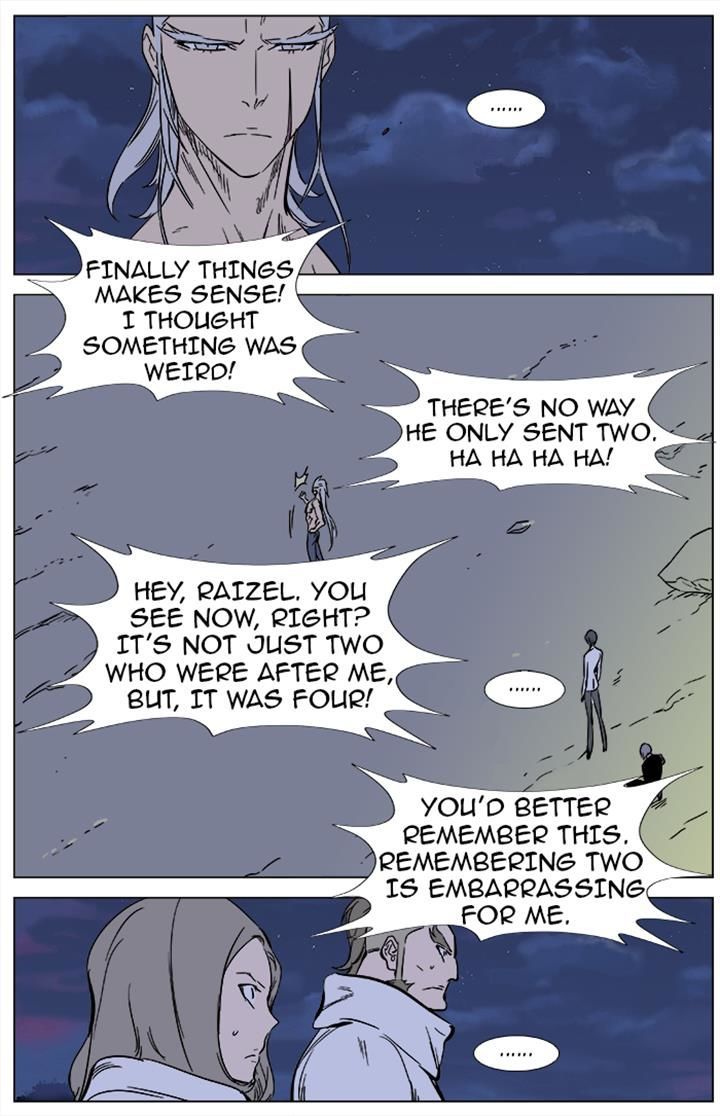 ......
FINALLY THINGS
MAKES SENSE!
I THOUGHT
SOMETHING WAS
WEIRD!
THERE'S NO WAY
HE ONLY SENT TWO.
HA HA HA HA!
HEY, RAIZEL. YOU
SEE NOW, RIGHT?
IT'S NOT JUST TWO
WHO WERE AFTER ME,
BUT, IT WAS FOUR!
......
YOU'D BETTER
REMEMBER THIS.
REMEMBERING TWO
IS EMBARRASSING
FOR ME.
......